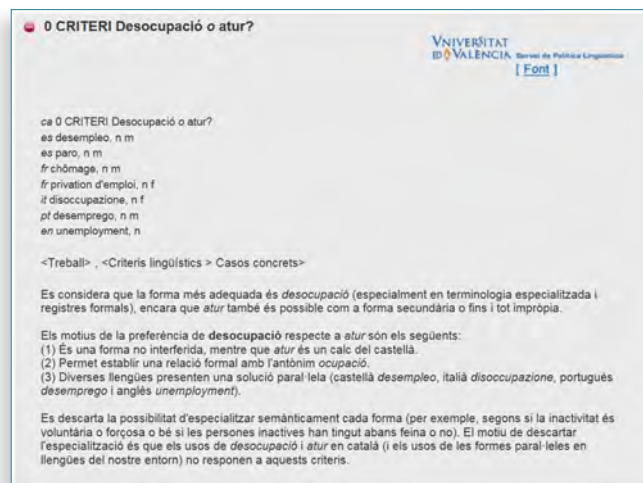 0 CRITERI Desocupació o atur?
VNIVERSITAT
ID VALÈNCIA Servei de Política Lingüística
[ Font ]
ca 0 CRITERI Desocupació o atur?
es desempleo, n m
es paro, n m
fr chômage, n m
fr privation d'emploi, n f
it disoccupazione, n f
pt desemprego, n m
en unemployment, n
<Treball> , <Criteris lingüístics > Casos concrets>
Es considera que la forma més adequada és desocupació (especialment en terminologia especialitzada i
registres formals), encara que atur també és possible com a forma secundària o fins i tot impròpia.
Els motius de la preferència de desocupació respecte a atur són els següents:
(1) És una forma no interferida, mentre que atur és un calc del castellà.
(2) Permet establir una relació formal amb l'antònim ocupació.
(3) Diverses llengües presenten una solució paral·lela (castellà desempleo, italià disoccupazione, portuguès
desemprego i anglès unemployment).
Es descarta la possibilitat d'especialitzar semànticament cada forma (per exemple, segons si la inactivitat és
voluntària o forçosa o bé si les persones inactives han tingut abans feina o no). El motiu de descartar
l'especialització és que els usos de desocupació i atur en català (i els usos de les formes paral·leles en
llengües del nostre entorn) no responen a aquests criteris.